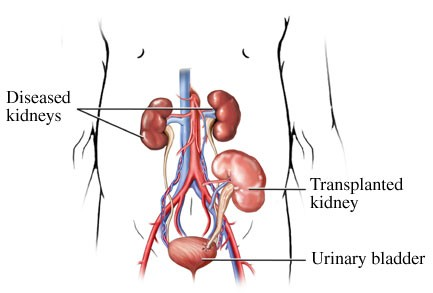 Diseased
kidneys
Transplanted
kidney
Urinary bladder